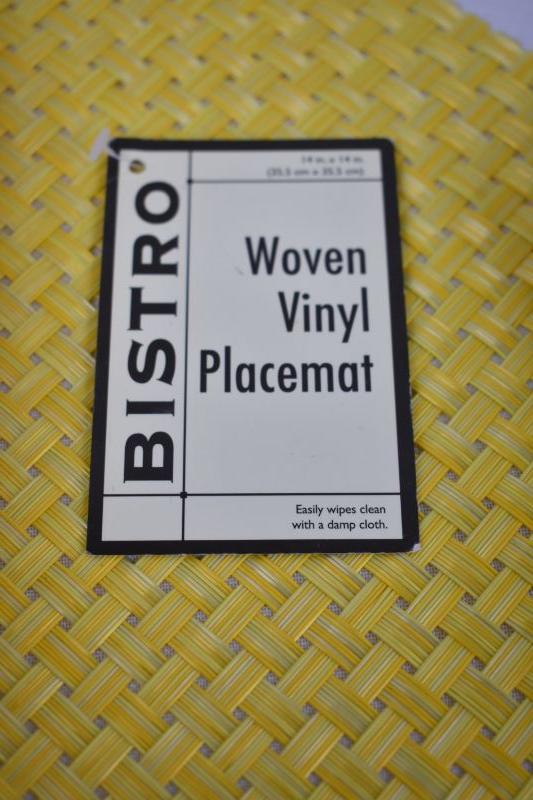 BISTRO
14 in. x 14 in.
(35.5 cm x 35.5 cm)
Woven
Vinyl
Placemat
Easily wipes clean
with a damp cloth.